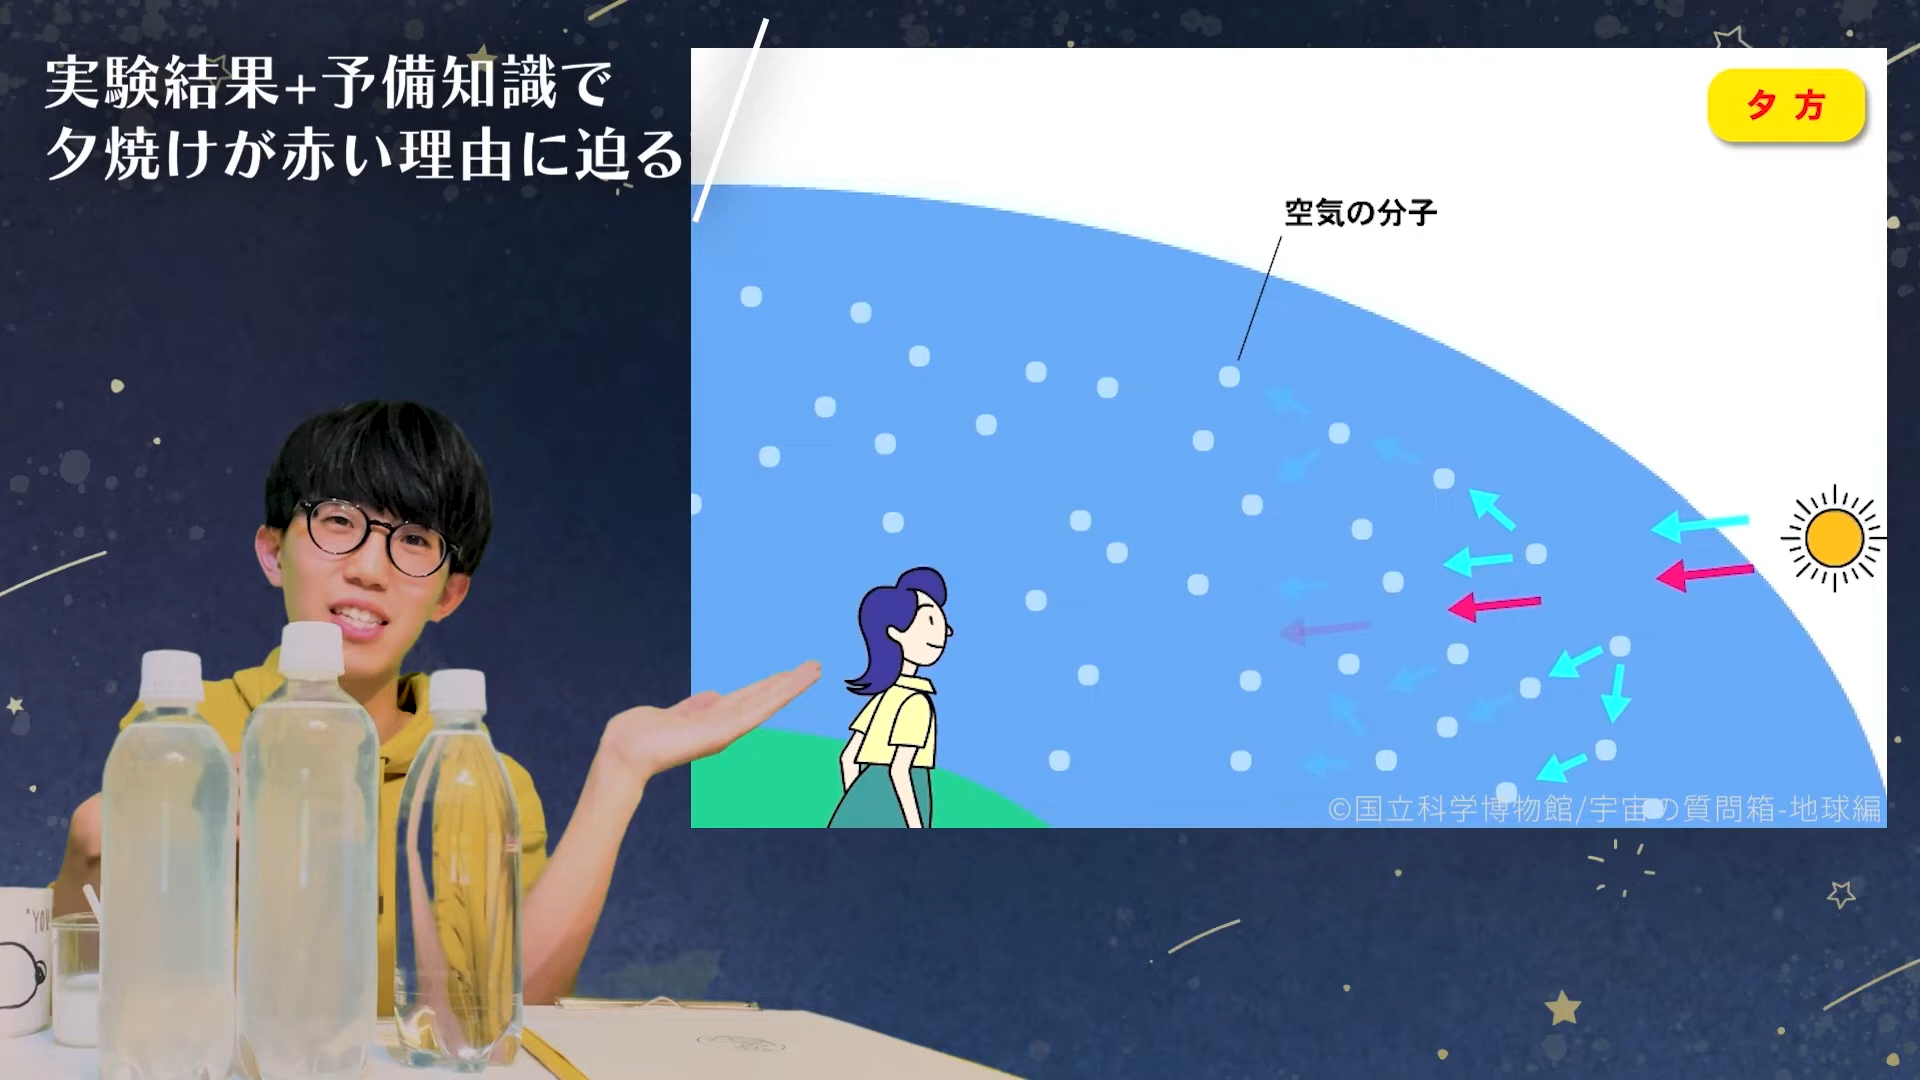 実験結果+予備知識で
夕焼けが赤い理由に迫る
夕方
空気の分子
©国立科学博物館/宇宙の質問箱-地球編
"YOU